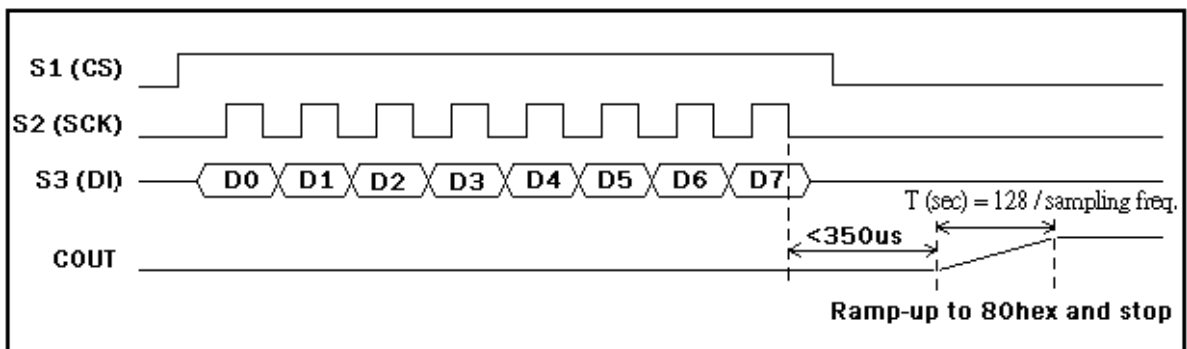 S1 (CS)
S2 (SCK)
S3 (DI) D0 D1 D2 D3 D4 D5 D6 D7
T (sec) = 128 / sampling freq.
<350us
COUT
Ramp-up to 80hex and stop